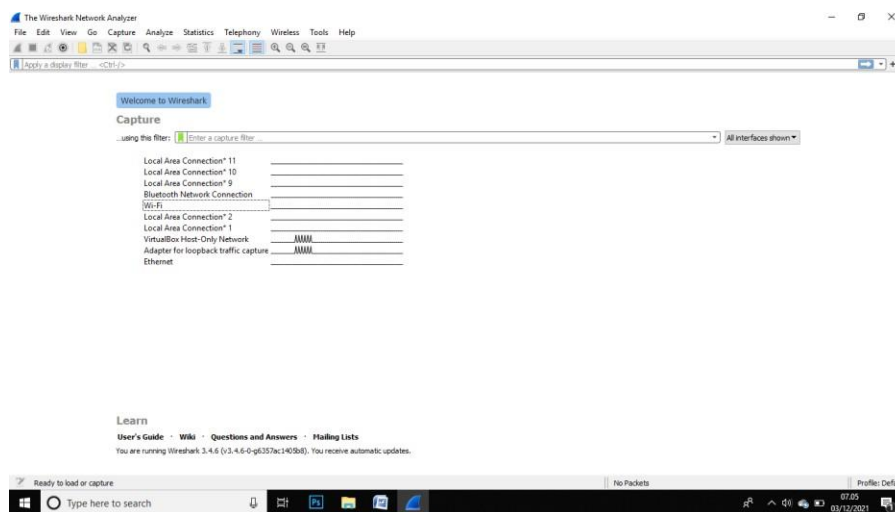 The Wireshark Network Analyzer
File Edit View Go Capture Analyze Statistics Telephony Wireless Tools Help
Apply a display filter ... <Ctrl-/>
Welcome to Wireshark
Capture
...using this filter: Enter a capture filter ... All interfaces shown
Local Area Connection* 11
Local Area Connection* 10
Local Area Connection* 9
Bluetooth Network Connection
Wi-Fi
Local Area Connection* 2
Local Area Connection* 1
VirtualBox Host-Only Network
Adapter for loopback traffic capture
Ethernet
Learn
User's Guide · Wiki · Questions and Answers · Mailing Lists
You are running Wireshark 3.4.6 (v3.4.6-0-g6357ac1405b8). You receive automatic updates.
Ready to load or capture No Packets Profile: Def
Type here to search Ps 07.05
03/12/2021